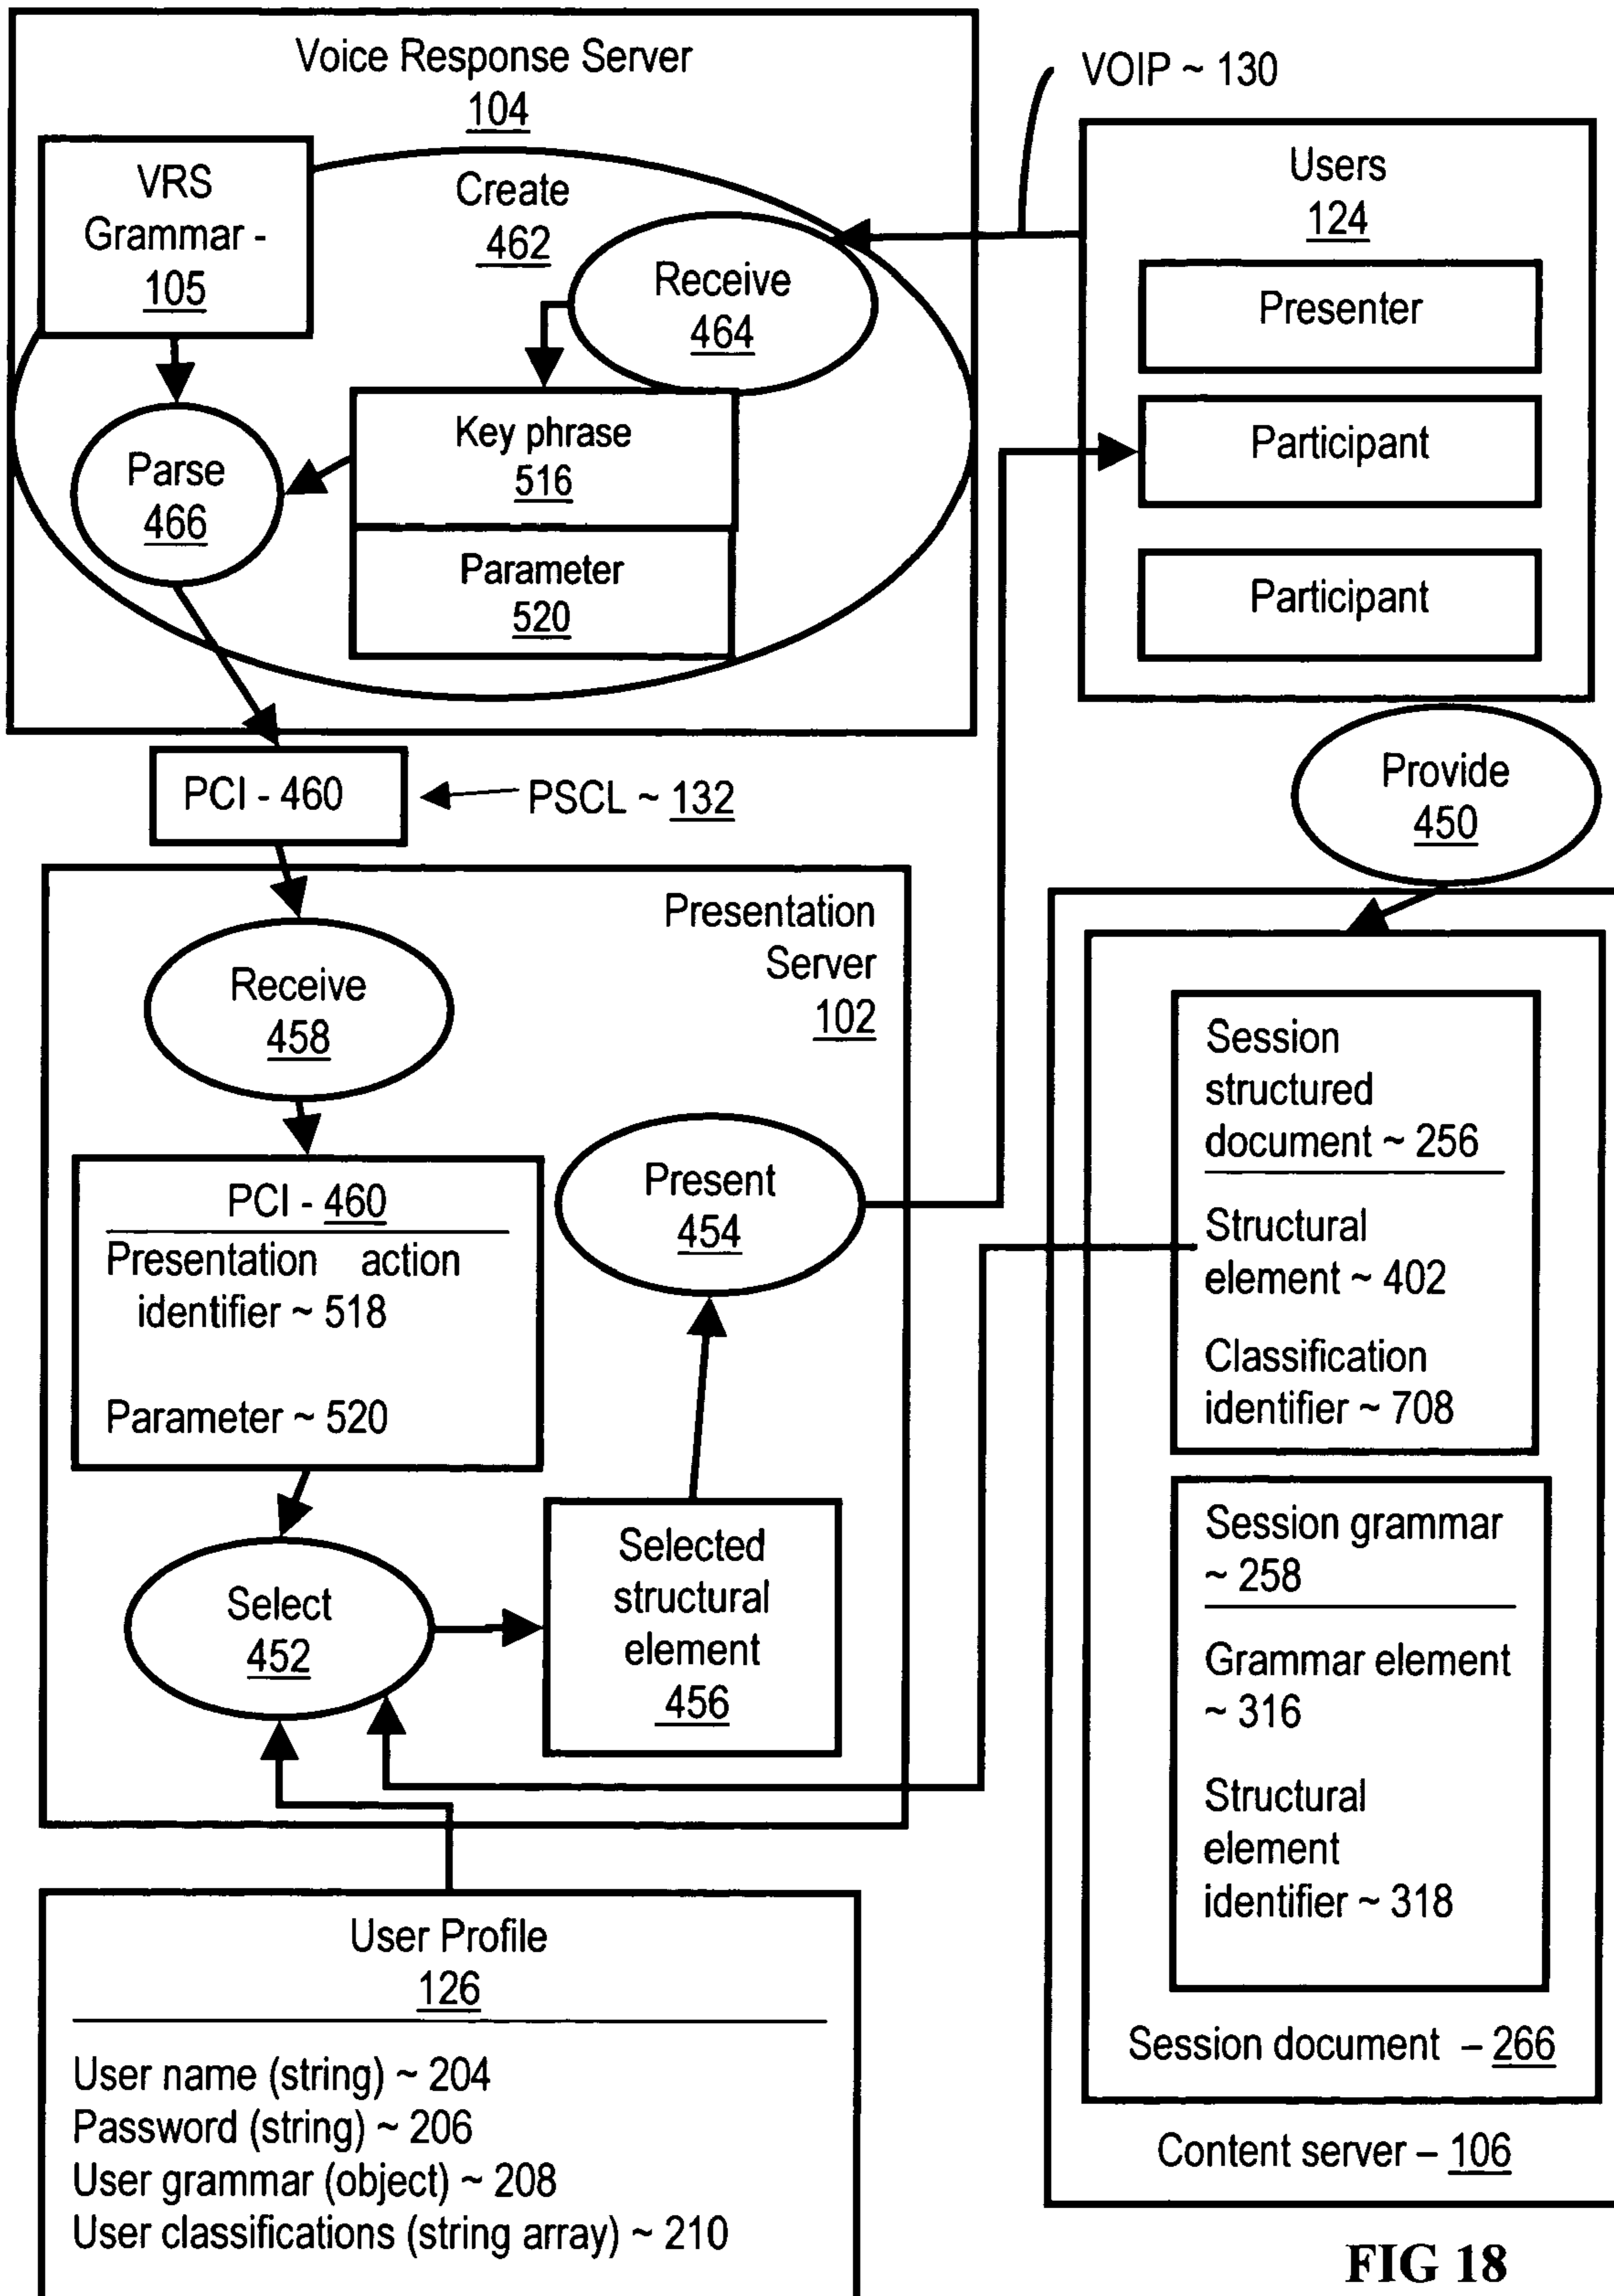 Voice Response Server
104
VRS
Grammar -
105
Create
462
Receive
464
Key phrase
516
Parameter
520
Parse
466
VOIP ~ 130
Users
124
Presenter
Participant
Participant
PCI - 460
PSCL ~ 132
Provide
450
Presentation
Server
102
Receive
458
PCI - 460
Presentation action
identifier ~ 518
Parameter ~ 520
Present
454
Select
452
Selected
structural
element
456
Session
structured
document ~ 256
Structural
element ~ 402
Classification
identifier ~ 708
Session grammar
~ 258
Grammar element
~ 316
Structural
element
identifier ~ 318
Session document – 266
Content server – 106
User Profile
126
User name (string) ~ 204
Password (string) ~ 206
User grammar (object) ~ 208
User classifications (string array) ~ 210
FIG 18